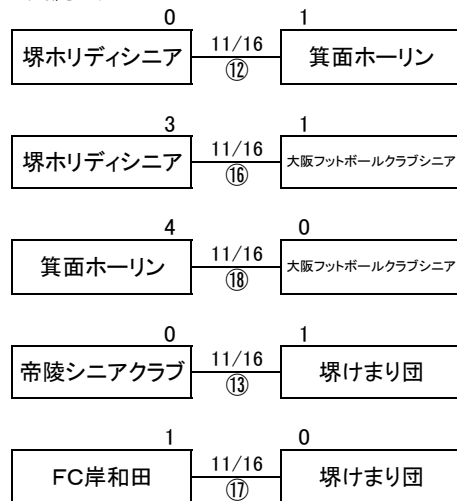 0 1
堺ホリディシニア 11/16 箕面ホーリン
⑫
3 1
堺ホリディシニア 11/16 大阪フットボールクラブシニア
⑯
4 0
箕面ホーリン 11/16 大阪フットボールクラブシニア
⑱
0 1
帝陵シニアクラブ 11/16 堺けまり団
⑬
1 0
FC岸和田 11/16 堺けまり団
⑰